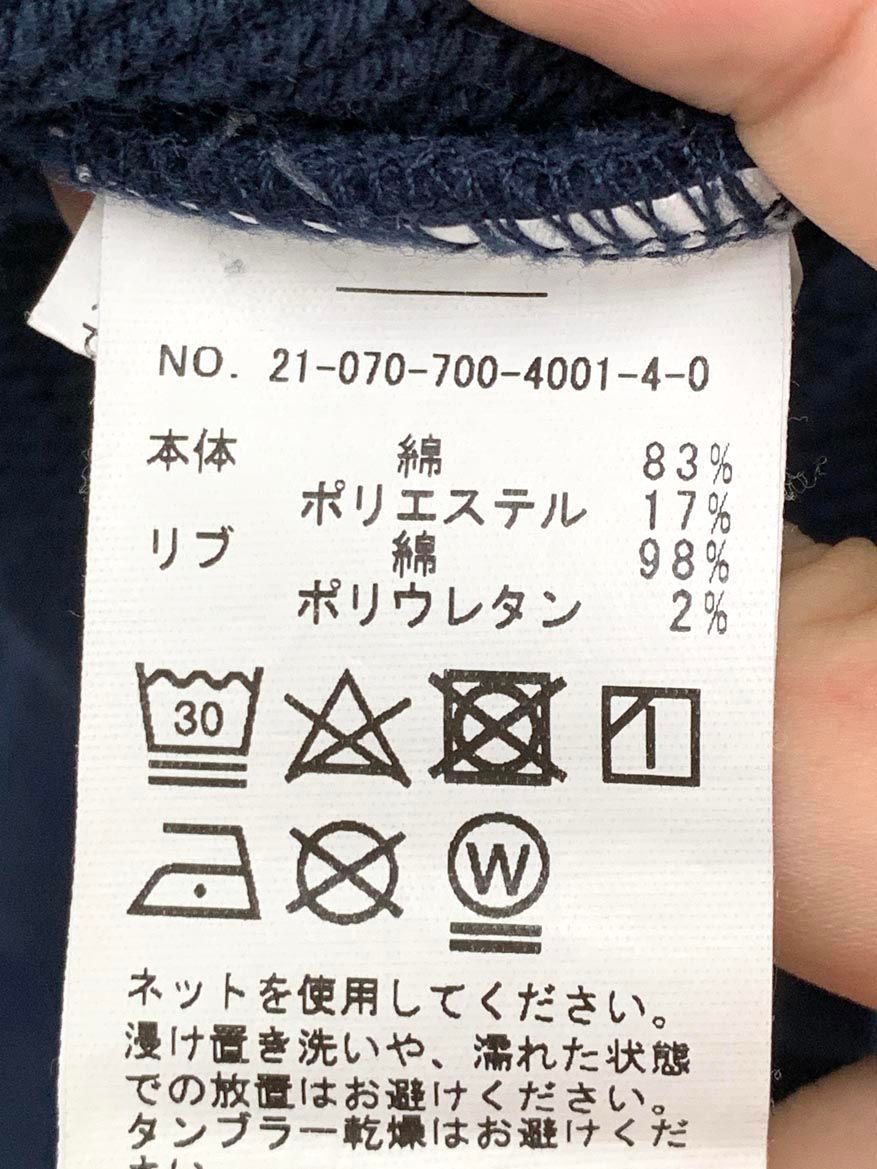 NO. 21-070-700-4001-4-0
本体 綿 83%
ポリエステル 17%
リブ 綿 98%
ポリウレタン 2%
30
W
ネットを使用してください。
浸け置き洗いや、濡れた状態
での放置はお避けください。
タンブラー乾燥はお避けくだ